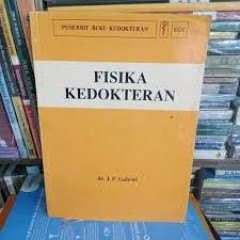 PENERBIT BUKU KEDOKTERAN EGC
FISIKA
KEDOKTERAN
dr. J. F. Gabriel